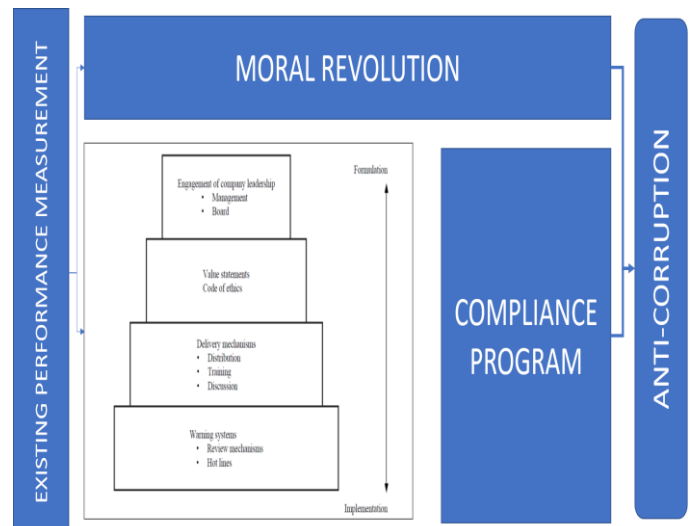 EXISTING PERFORMANCE MEASUREMENT
MORAL REVOLUTION
Engagement of company leadership
• Management
• Board
Value statements
Code of ethics
Delivery mechanisms
• Distribution
• Training
• Discussion
Warning systems
• Review mechanisms
• Hot lines
Formulation
Implementation
COMPLIANCE
PROGRAM
ANTI-CORRUPTION